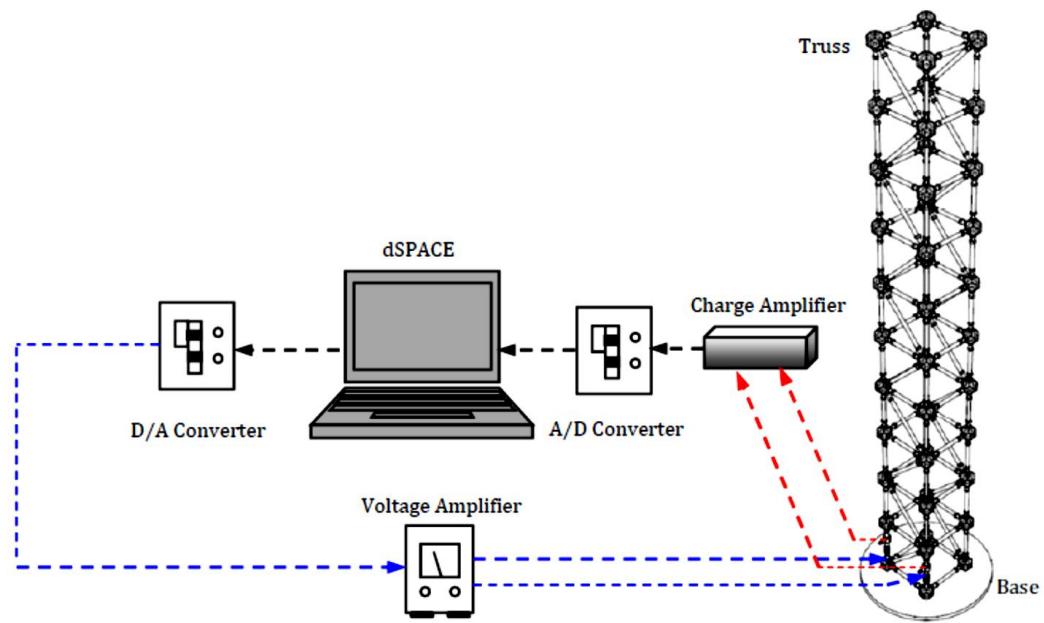 Truss
dSPACE
Charge Amplifier
D/A Converter
A/D Converter
Voltage Amplifier
Base